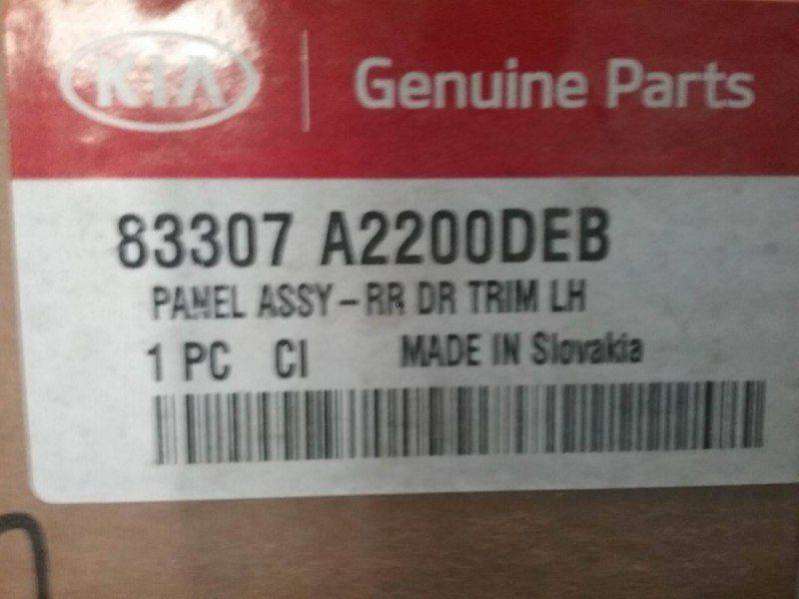 KIA Genuine Parts
83307 A2200DEB
PANEL ASSY-RR DR TRIM LH
1 PC CI MADE IN Slovakia